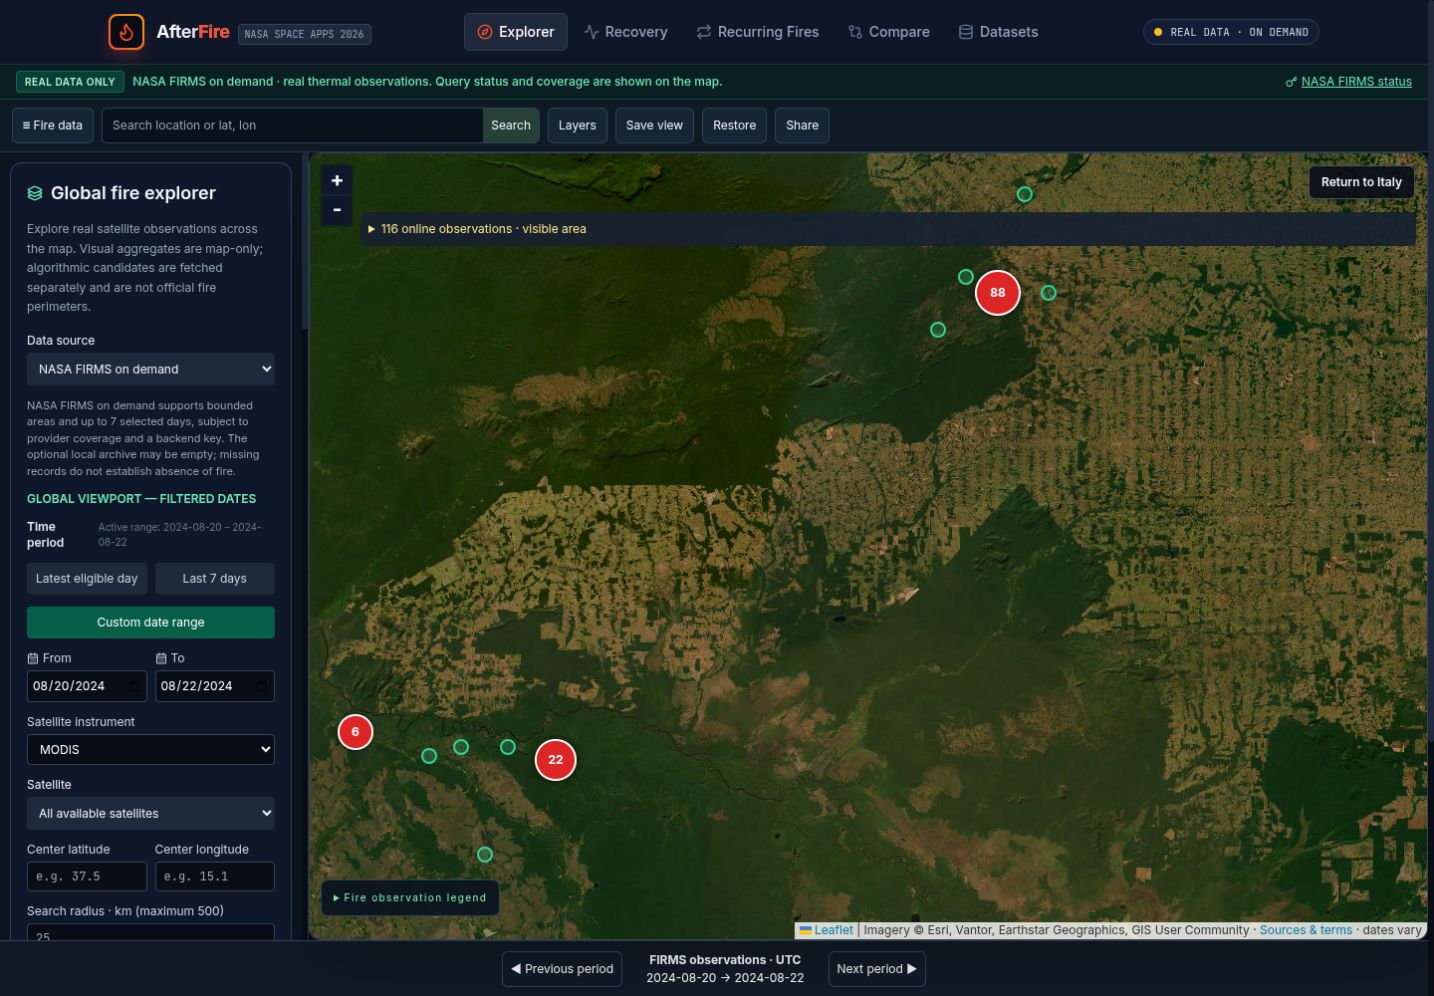 AfterFire
NASA SPACE APPS 2026
Explorer
Recovery
Recurring Fires
Compare
Datasets
REAL DATA · ON DEMAND
REAL DATA ONLY
NASA FIRMS on demand · real thermal observations. Query status and coverage are shown on the map.
NASA FIRMS status
≡ Fire data
Search location or lat, lon
Search
Layers
Save view
Restore
Share
Global fire explorer
Explore real satellite observations across
the map. Visual aggregates are map-only;
algorithmic candidates are fetched
separately and are not official fire
perimeters.
Data source
NASA FIRMS on demand
NASA FIRMS on demand supports bounded
areas and up to 7 selected days, subject to
provider coverage and a backend key. The
optional local archive may be empty; missing
records do not establish absence of fire.
GLOBAL VIEWPORT — FILTERED DATES
Time
period
Active range: 2024-08-20 – 2024-
08-22
Latest eligible day
Last 7 days
Custom date range
From
To
08/20/2024
08/22/2024
Satellite instrument
MODIS
Satellite
All available satellites
Center latitude
Center longitude
e.g. 37.5
e.g. 15.1
Search radius · km (maximum 500)
25
+
-
Return to Italy
▶ 116 online observations · visible area
88
6
22
▶ Fire observation legend
Leaflet | Imagery © Esri, Vantor, Earthstar Geographics, GIS User Community · Sources & terms · dates vary
◀ Previous period
FIRMS observations · UTC
2024-08-20 → 2024-08-22
Next period ▶